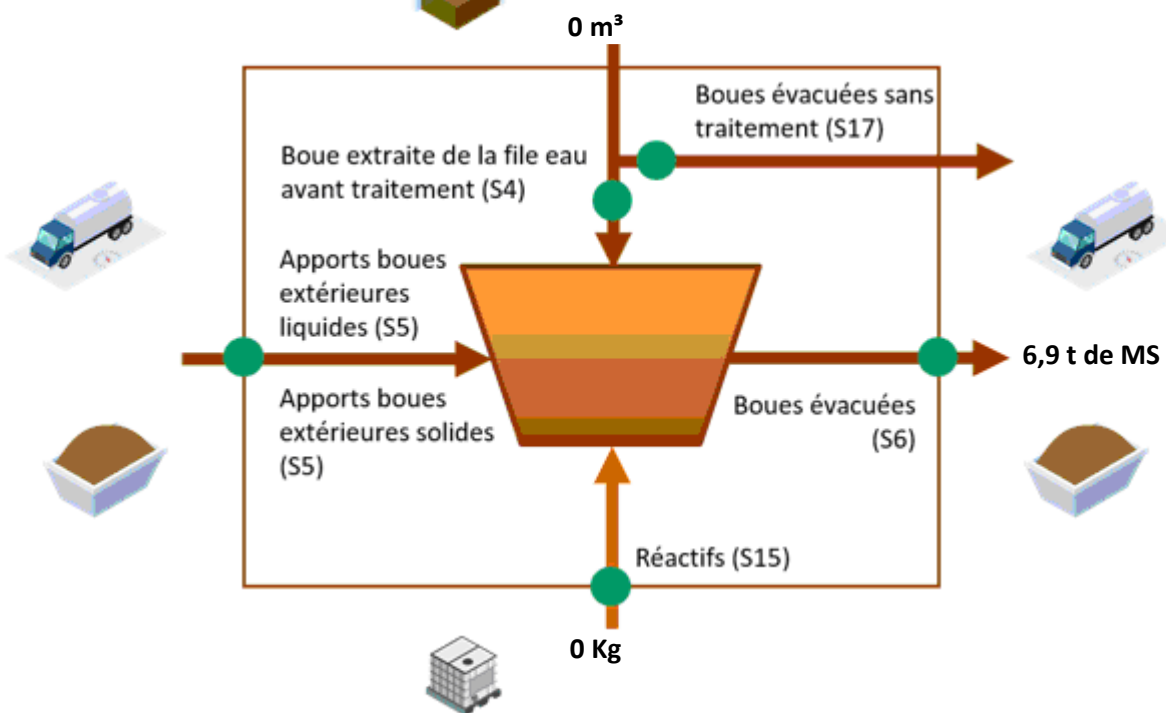 0 m³
Boues évacuées sans
traitement (S17)
Boue extraite de la file eau
avant traitement (S4)
Apports boues
extérieures
liquides (S5)
6,9 t de MS
Apports boues
extérieures solides
(S5)
Boues évacuées
(S6)
Réactifs (S15)
0 Kg